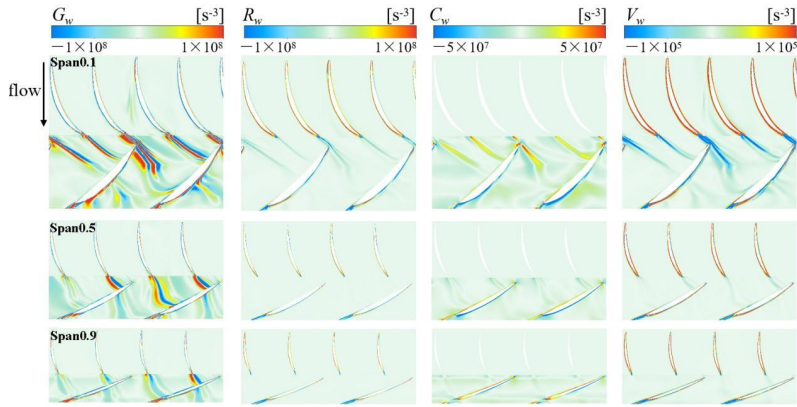 G_w [s⁻³] R_w [s⁻³] C_w [s⁻³] V_w [s⁻³]
−1×10⁸ 1×10⁸ −1×10⁸ 1×10⁸ −5×10⁷ 5×10⁷ −1×10⁵ 1×10⁵
Span0.1
flow
Span0.5
Span0.9